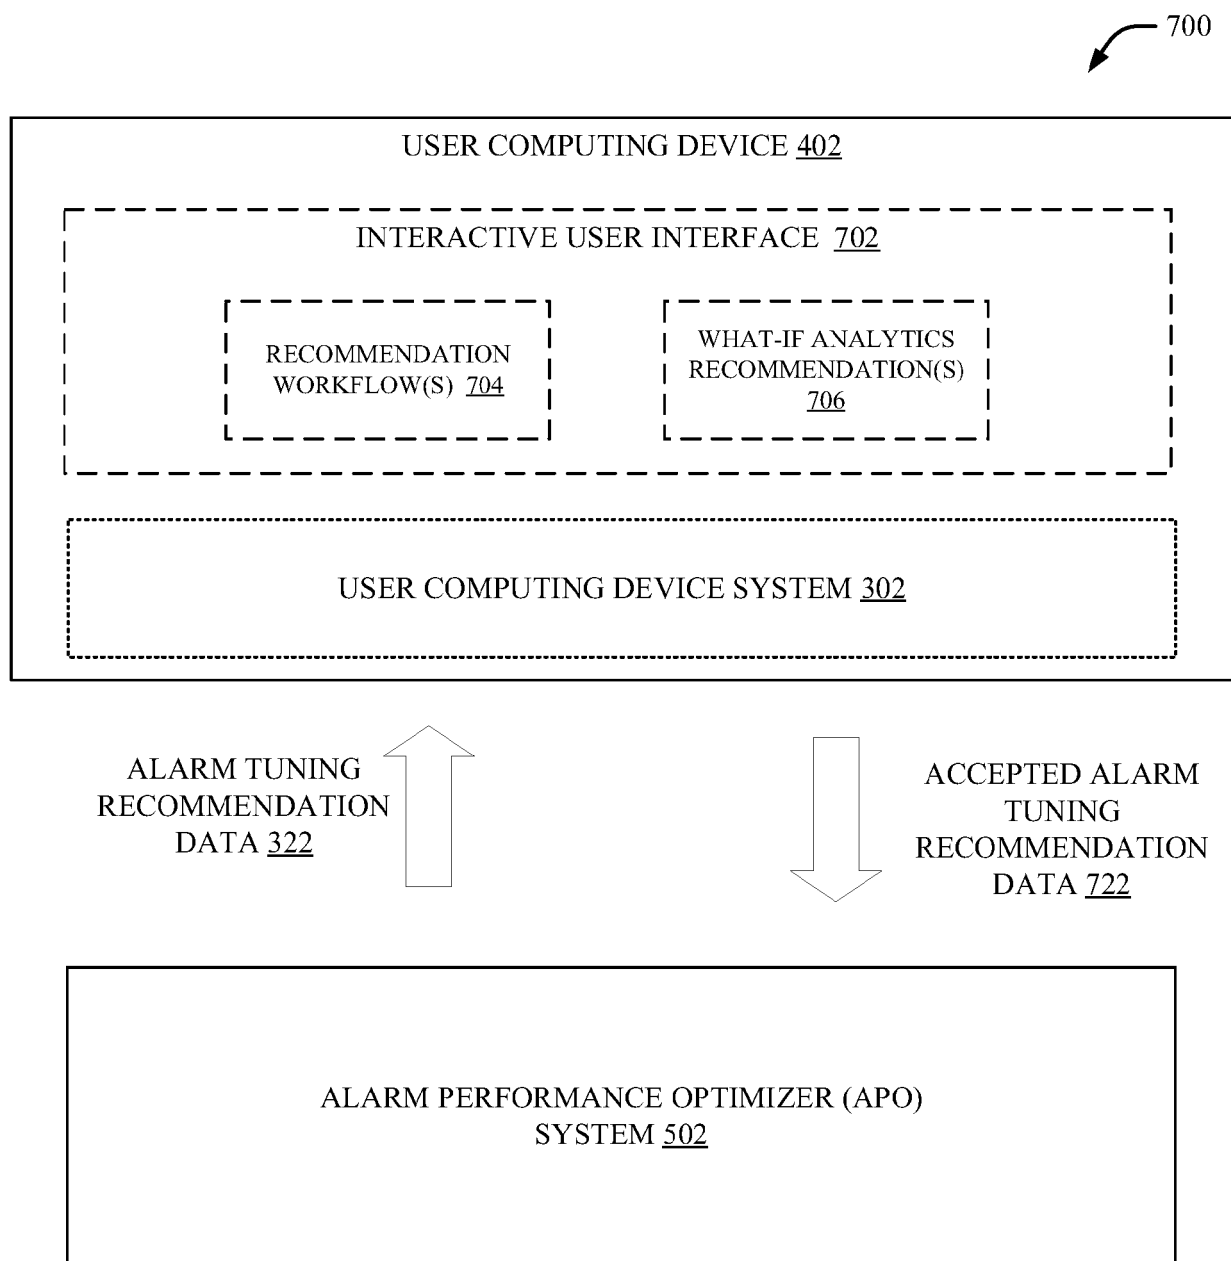 700
USER COMPUTING DEVICE 402
INTERACTIVE USER INTERFACE 702
RECOMMENDATION
WORKFLOW(S) 704
WHAT-IF ANALYTICS
RECOMMENDATION(S)
706
USER COMPUTING DEVICE SYSTEM 302
ALARM TUNING
RECOMMENDATION
DATA 322
ACCEPTED ALARM
TUNING
RECOMMENDATION
DATA 722
ALARM PERFORMANCE OPTIMIZER (APO)
SYSTEM 502